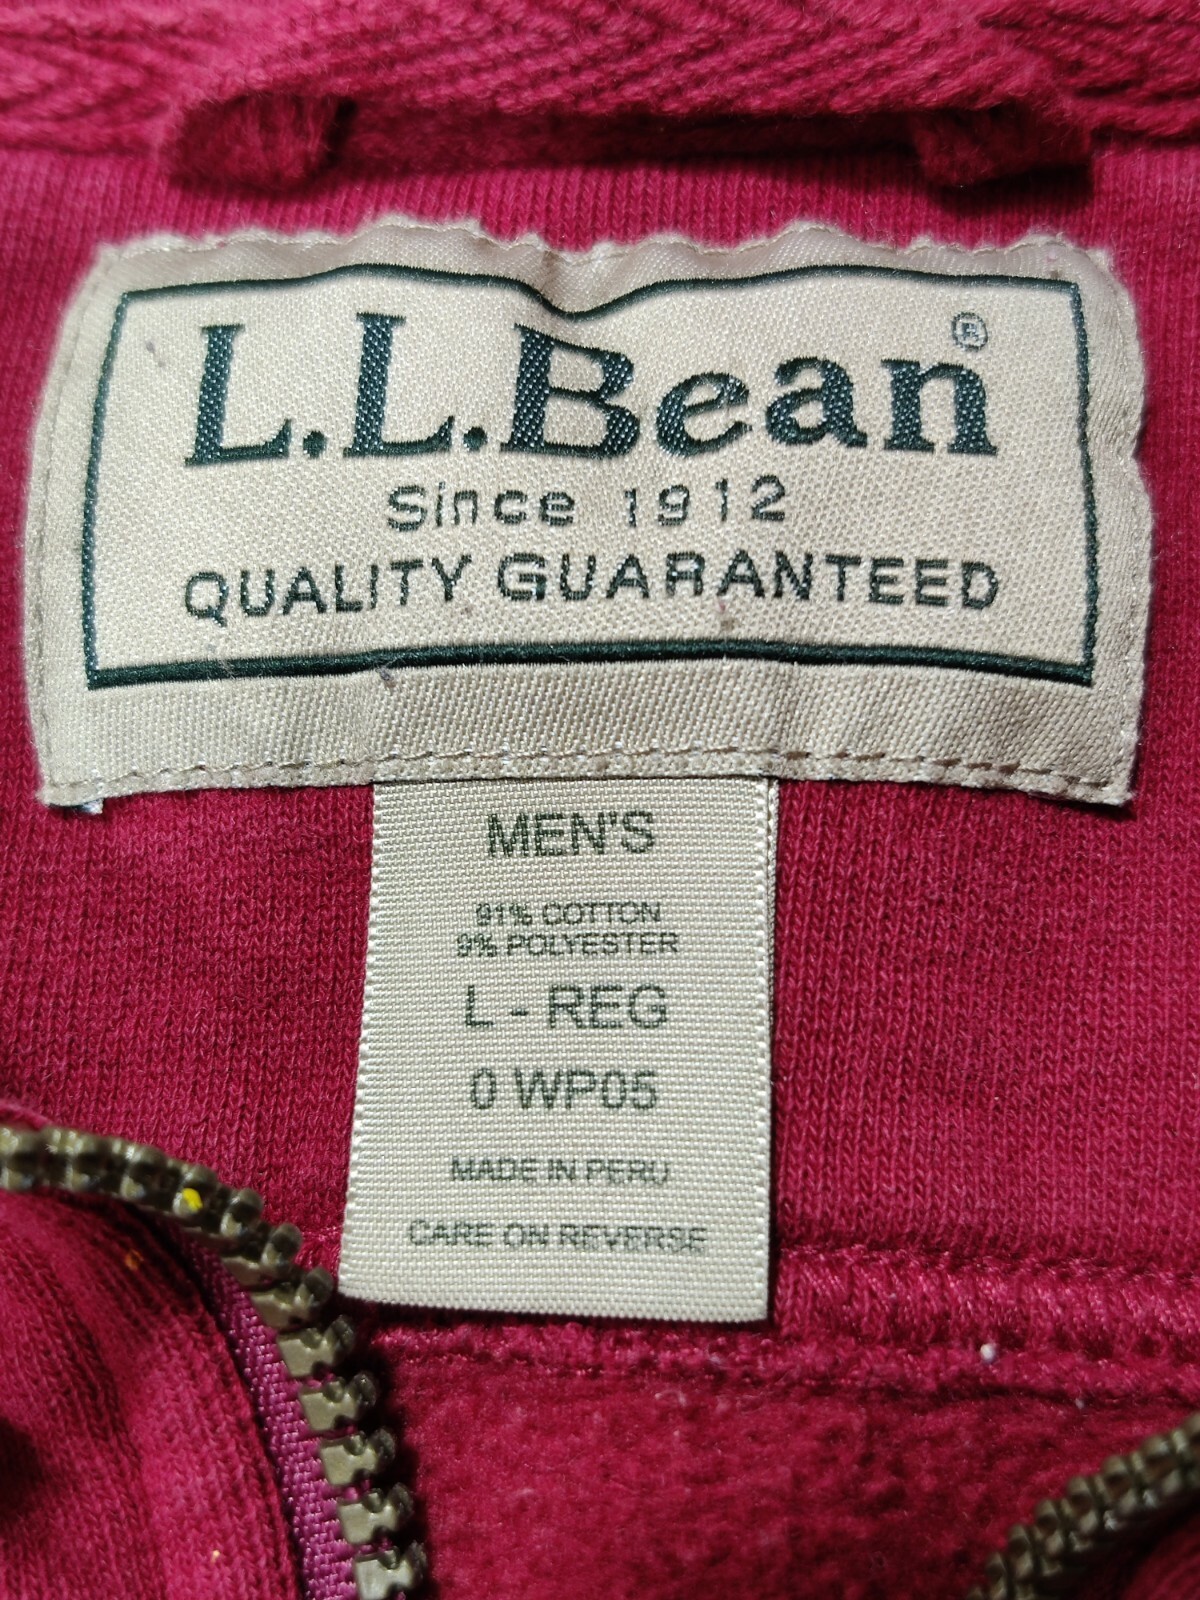 L.L.Bean®
Since 1912
QUALITY GUARANTEED
MEN'S
91% COTTON
9% POLYESTER
L - REG
0 WP05
MADE IN PERU
CARE ON REVERSE